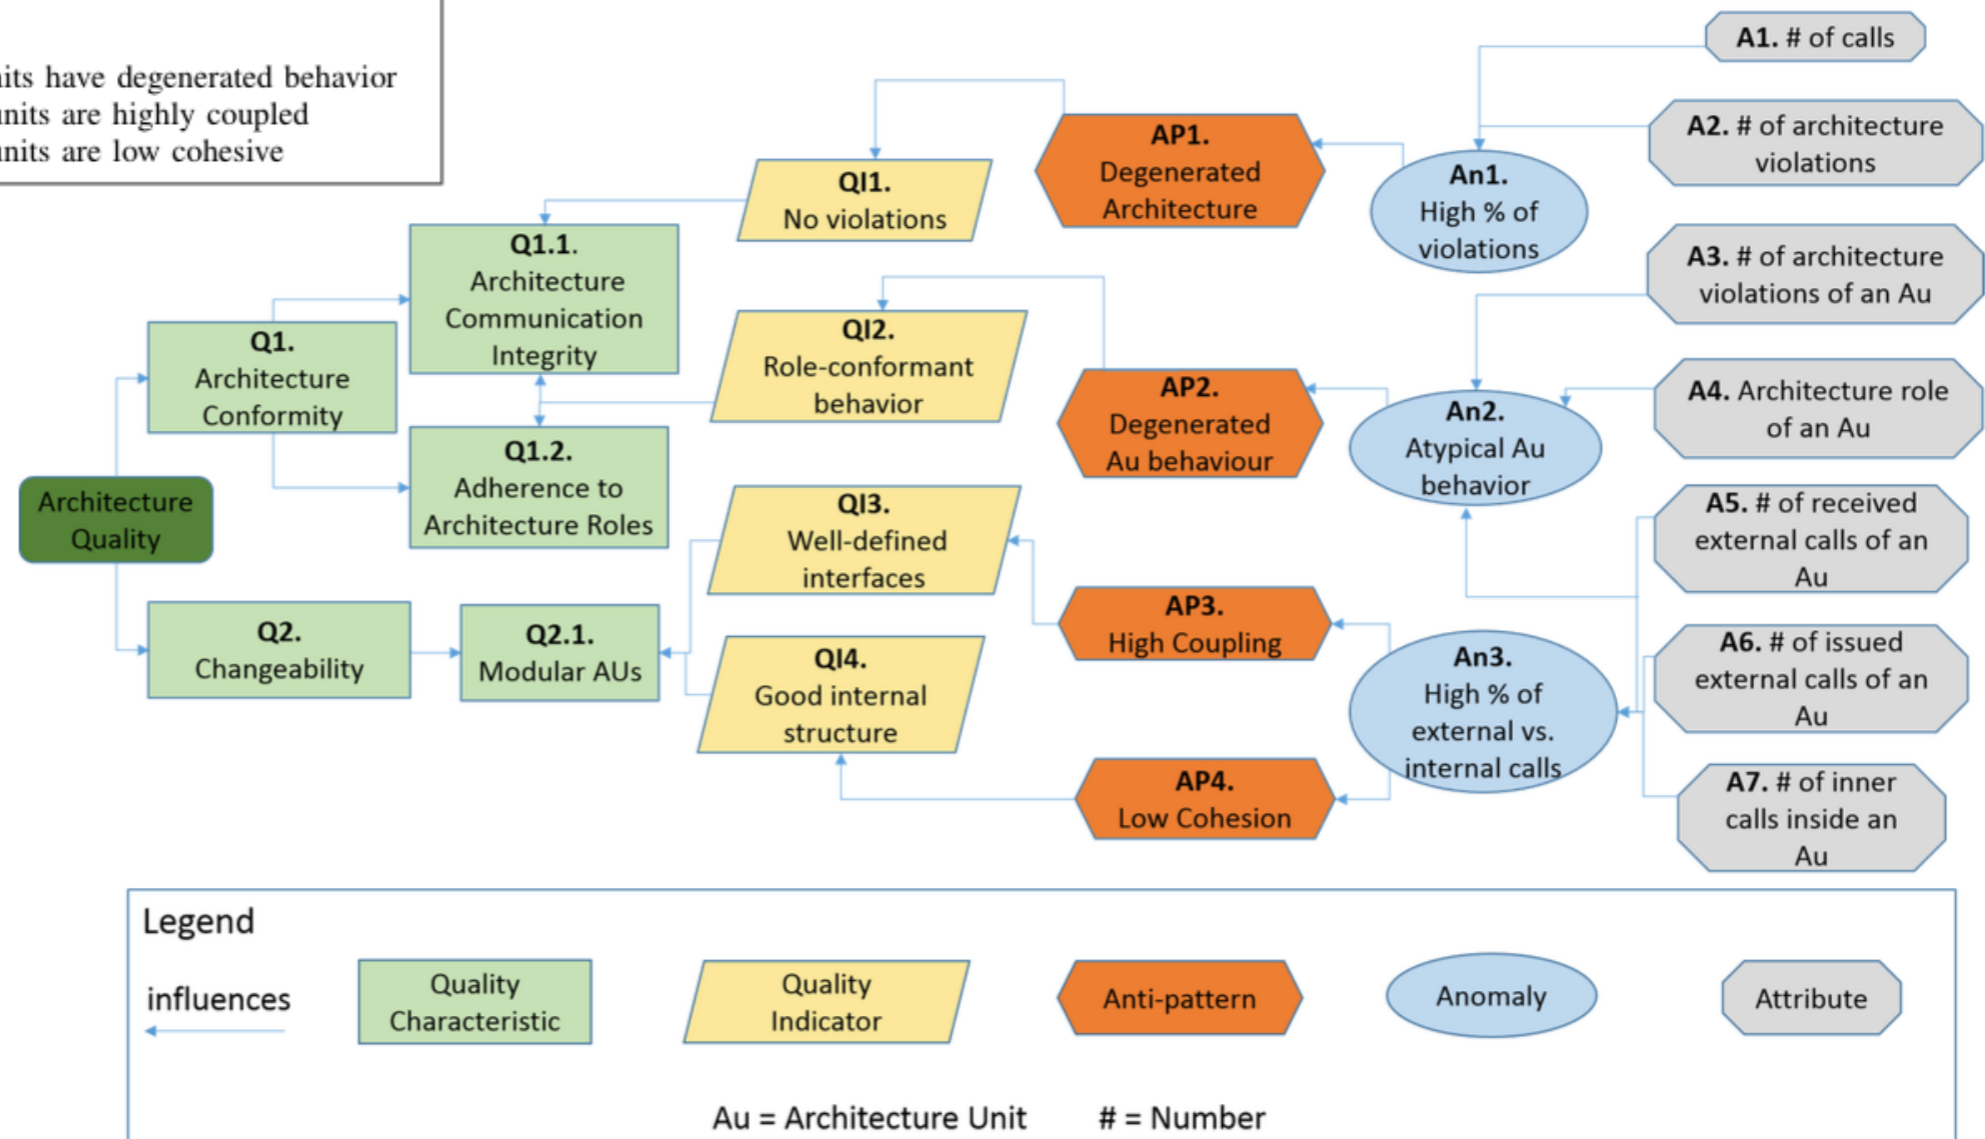 have degenerated behavior
are highly coupled
are low cohesive
A1. # of calls
A2. # of architecture
violations
A3. # of architecture
violations of an Au
A4. Architecture role
of an Au
A5. # of received
external calls of an
Au
A6. # of issued
external calls of an
Au
A7. # of inner
calls inside an
Au
An1.
High % of
violations
An2.
Atypical Au
behavior
An3.
High % of
external vs.
internal calls
AP1.
Degenerated
Architecture
AP2.
Degenerated
Au behaviour
AP3.
High Coupling
AP4.
Low Cohesion
QI1.
No violations
QI2.
Role-conformant
behavior
QI3.
Well-defined
interfaces
QI4.
Good internal
structure
Q1.1.
Architecture
Communication
Integrity
Q1.2.
Adherence to
Architecture Roles
Q2.1.
Modular AUs
Q1.
Architecture
Conformity
Q2.
Changeability
Architecture
Quality
Legend
influences
Quality
Characteristic
Quality
Indicator
Anti-pattern
Anomaly
Attribute
Au = Architecture Unit # = Number